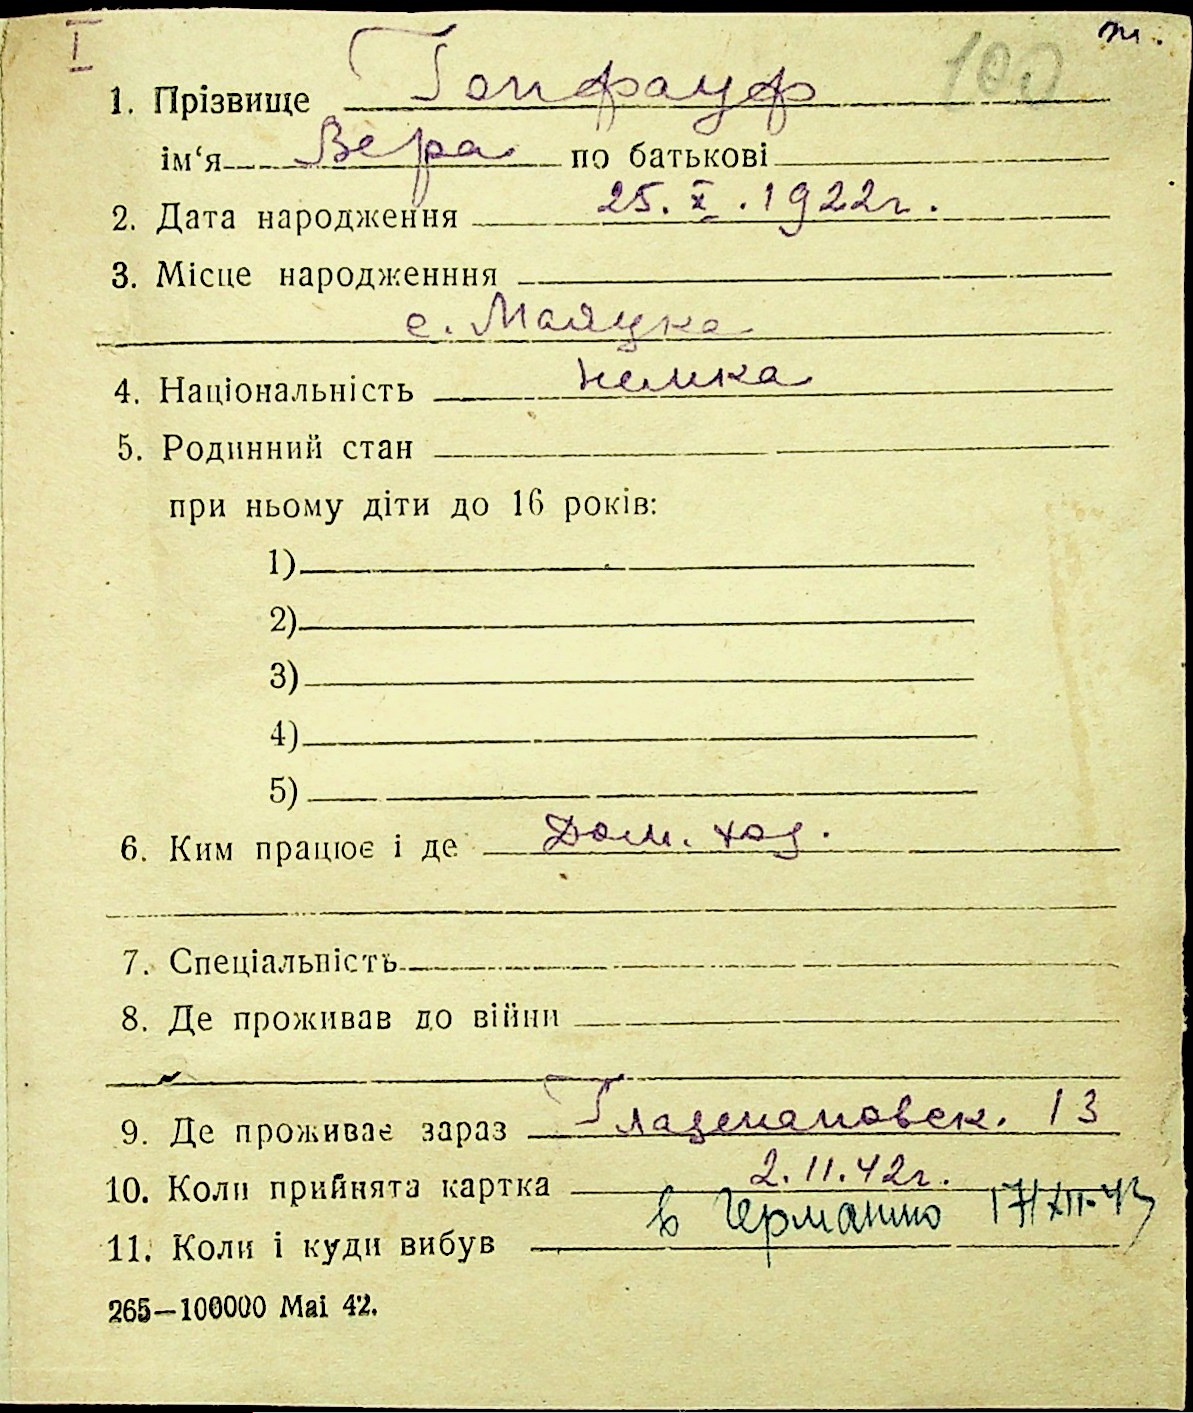 I
100
т.
1. Прізвище Гопфауф
ім‘я Вера по батькові
2. Дата народження 25. X. 1922г.
3. Місце народженння
с. Маяцка
4. Національність немка
5. Родинний стан
при ньому діти до 16 років:
1)
2)
3)
4)
5)
6. Ким працює і де Дом. хоз.
7. Спеціальність
8. Де проживав до війни
9. Де проживає зараз 13
10. Коли прийнята картка 2.11.42г.
11. Коли і куди вибув в Германию 17/XII-43
265—100000 Mai 42.